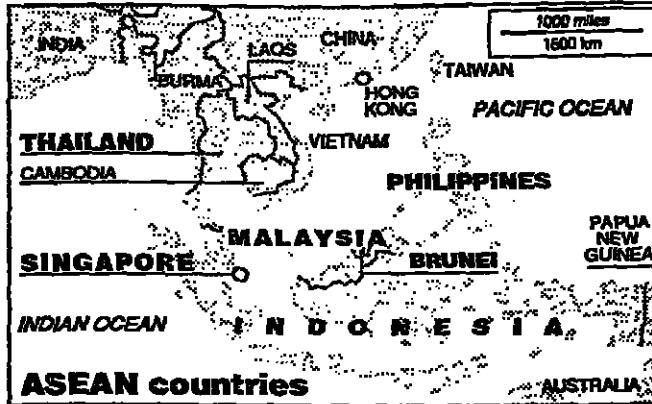 1000 miles
1600 km
INDIA
CHINA
LAOS
BURMA
TAIWAN
HONG
KONG
PACIFIC OCEAN
THAILAND
VIETNAM
CAMBODIA
PHILIPPINES
PAPUA
NEW
GUINEA
MALAYSIA
SINGAPORE
BRUNEI
INDIAN OCEAN
INDONESIA
ASEAN countries
AUSTRALIA